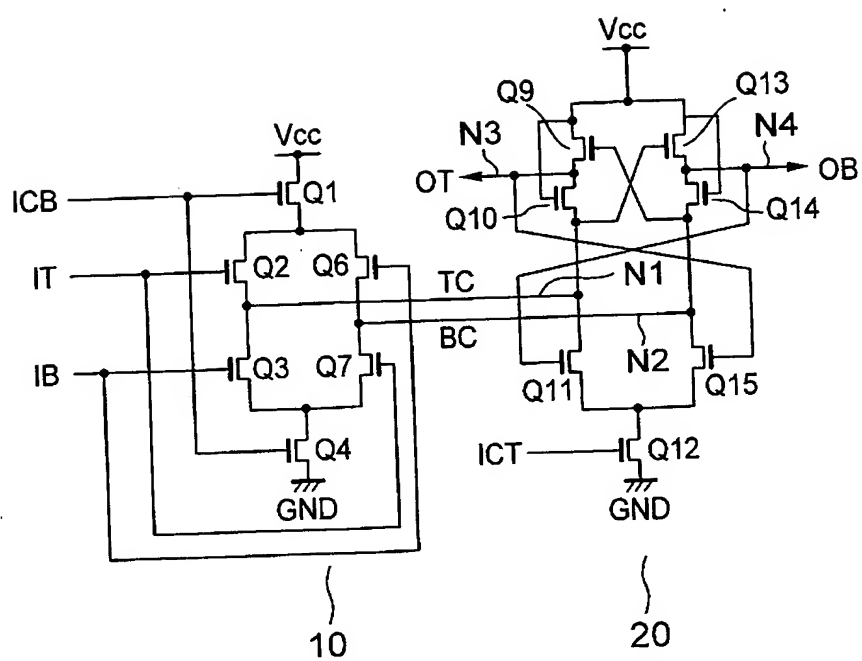 Vcc
Q9
Q13
N3
N4
Vcc
OT
OB
ICB
Q1
Q10
Q14
IT
Q2
Q6
TC
N1
BC
IB
Q3
Q7
N2
Q11
Q15
Q4
ICT
Q12
GND
GND
10
20